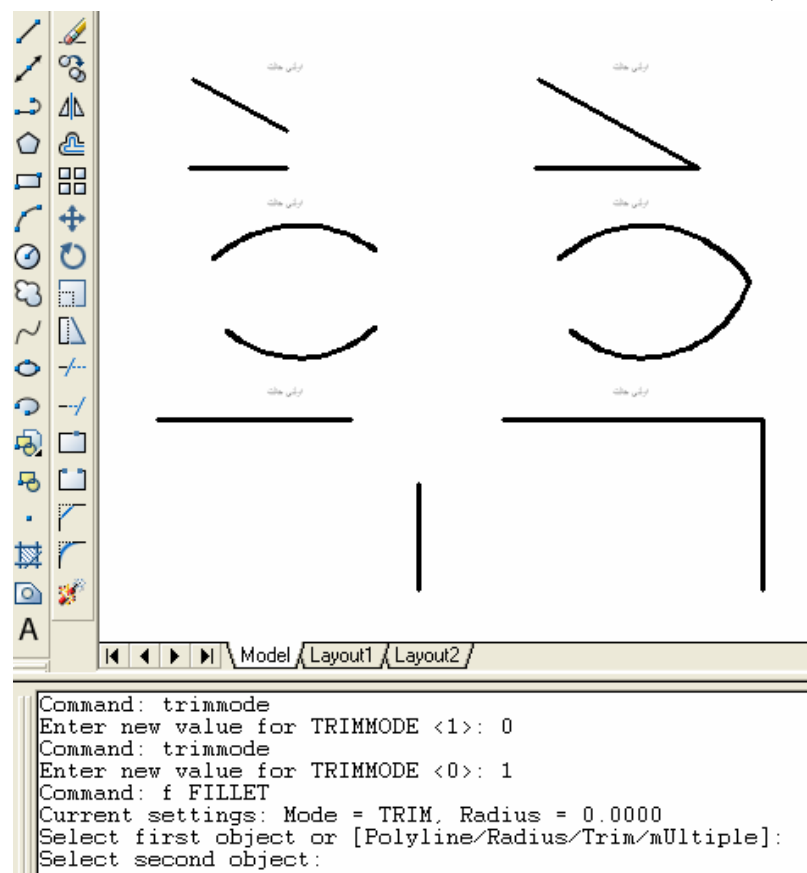 A
Model Layout1 Layout2
Command: trimmode
Enter new value for TRIMMODE <1>: 0
Command: trimmode
Enter new value for TRIMMODE <0>: 1
Command: f FILLET
Current settings: Mode = TRIM, Radius = 0.0000
Select first object or [Polyline/Radius/Trim/mUltiple]:
Select second object: